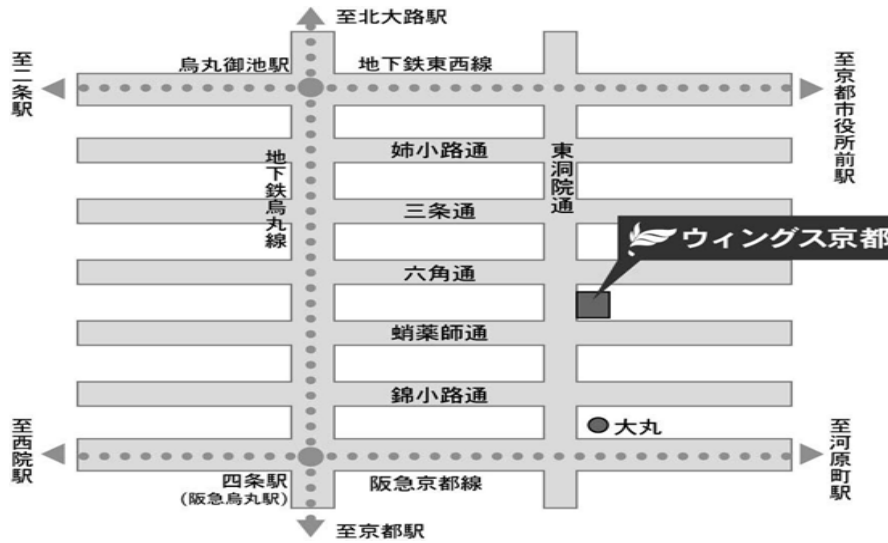 至北大路駅
至二条駅
烏丸御池駅
地下鉄東西線
至京都市役所前駅
姉小路通
地下鉄烏丸線
東洞院通
三条通
ウィングス京都
六角通
蛸薬師通
錦小路通
大丸
至西院駅
四条駅
(阪急烏丸駅)
阪急京都線
至河原町駅
至京都駅